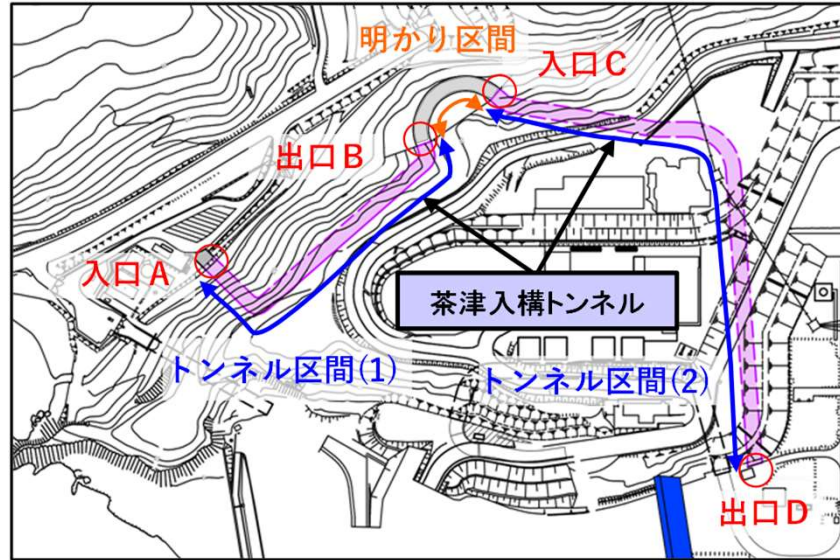 明かり区間
入口C
出口B
入口A
茶津入構トンネル
トンネル区間(1)
トンネル区間(2)
出口D